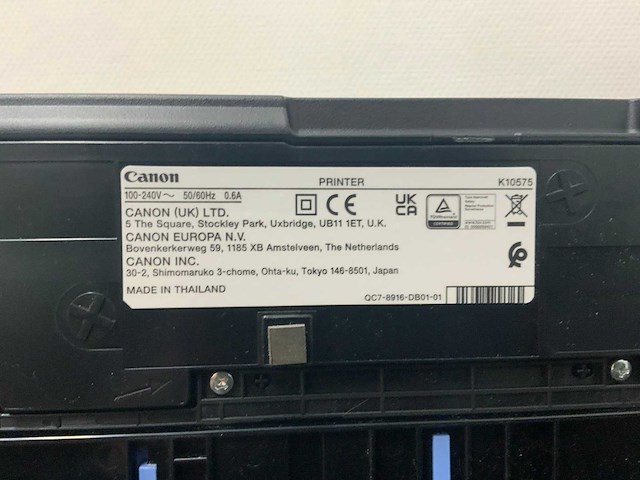 Canon PRINTER K10575
100-240V∼ 50/60Hz 0.6A
CE
UK
CA
CANON (UK) LTD.
5 The Square, Stockley Park, Uxbridge, UB11 1ET, U.K.
CANON EUROPA N.V.
Bovenkerkerweg 59, 1185 XB Amstelveen, The Netherlands
CANON INC.
30-2, Shimomaruko 3-chome, Ohta-ku, Tokyo 146-8501, Japan
MADE IN THAILAND
QC7-8916-DB01-01